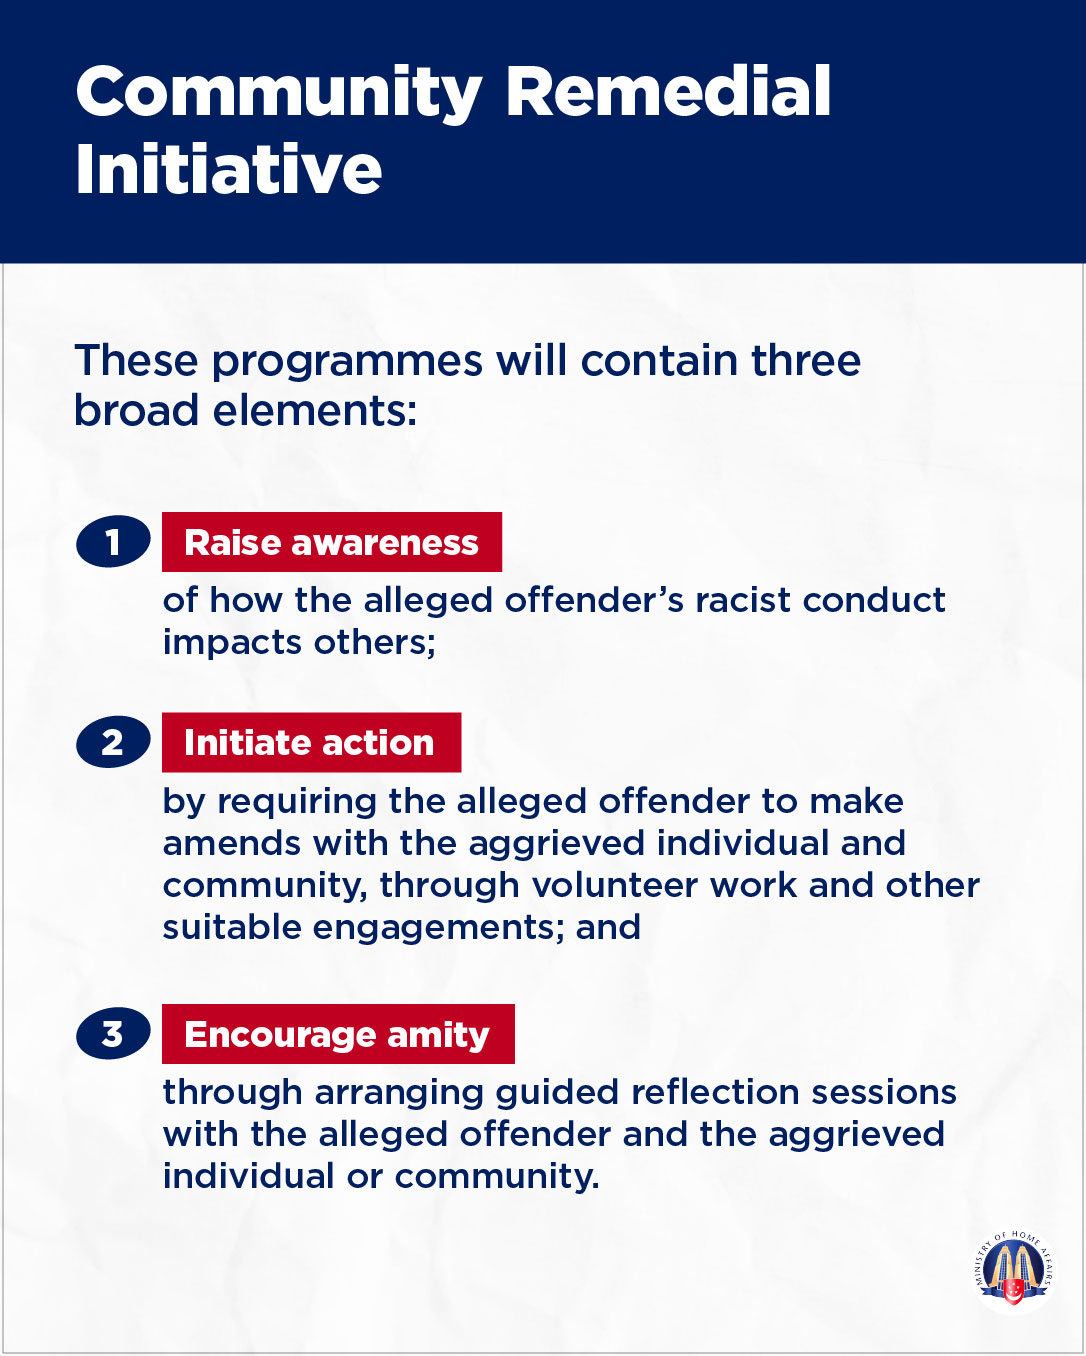 Community Remedial
Initiative
These programmes will contain three
broad elements:
1 Raise awareness
of how the alleged offender’s racist conduct
impacts others;
2 Initiate action
by requiring the alleged offender to make
amends with the aggrieved individual and
community, through volunteer work and other
suitable engagements; and
3 Encourage amity
through arranging guided reflection sessions
with the alleged offender and the aggrieved
individual or community.
MINISTRY OF HOME AFFAIRS